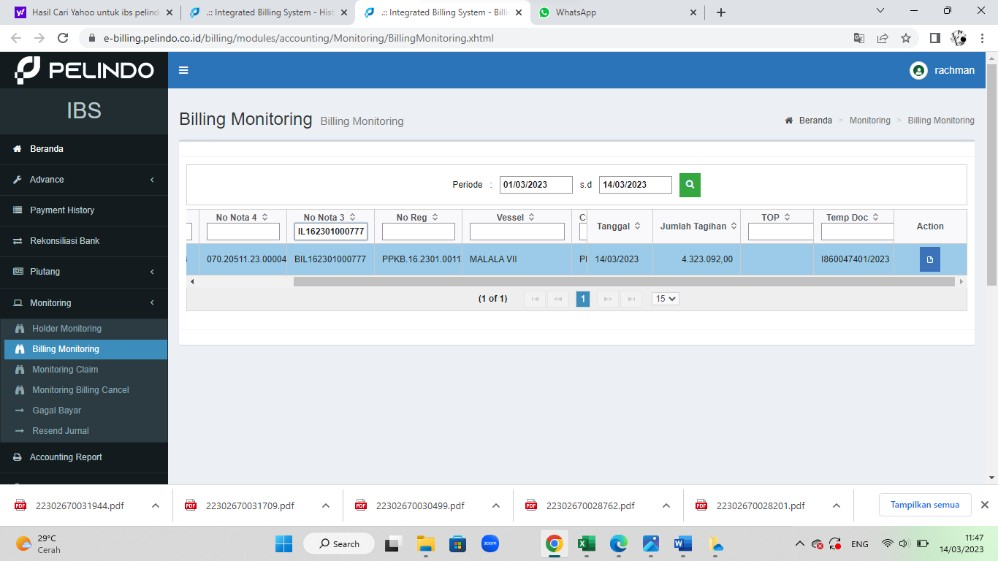 Hasil Cari Yahoo untuk ibs pelind
.:: Integrated Billing System - Hist
.:: Integrated Billing System - Billi
WhatsApp
e-billing.pelindo.co.id/billing/modules/accounting/Monitoring/BillingMonitoring.xhtml
PELINDO
rachman
IBS
Billing Monitoring Billing Monitoring
Beranda > Monitoring > Billing Monitoring
Beranda
Advance
Payment History
Rekonsiliasi Bank
Piutang
Monitoring
Holder Monitoring
Billing Monitoring
Monitoring Claim
Monitoring Billing Cancel
Gagal Bayar
Resend Jurnal
Accounting Report
Periode : 01/03/2023 s.d 14/03/2023
No Nota 4 No Nota 3 No Reg Vessel Tanggal Jumlah Tagihan TOP Temp Doc Action
IL162301000777
070.20511.23.00004 BIL162301000777 PPKB.16.2301.0011 MALALA VII 14/03/2023 4.323.092,00 I860047401/2023
(1 of 1) 1 15
22302670031944.pdf
22302670031709.pdf
22302670030499.pdf
22302670028762.pdf
22302670028201.pdf
Tampilkan semua
29°C
Cerah
Search
zoom
ENG
11:47
14/03/2023